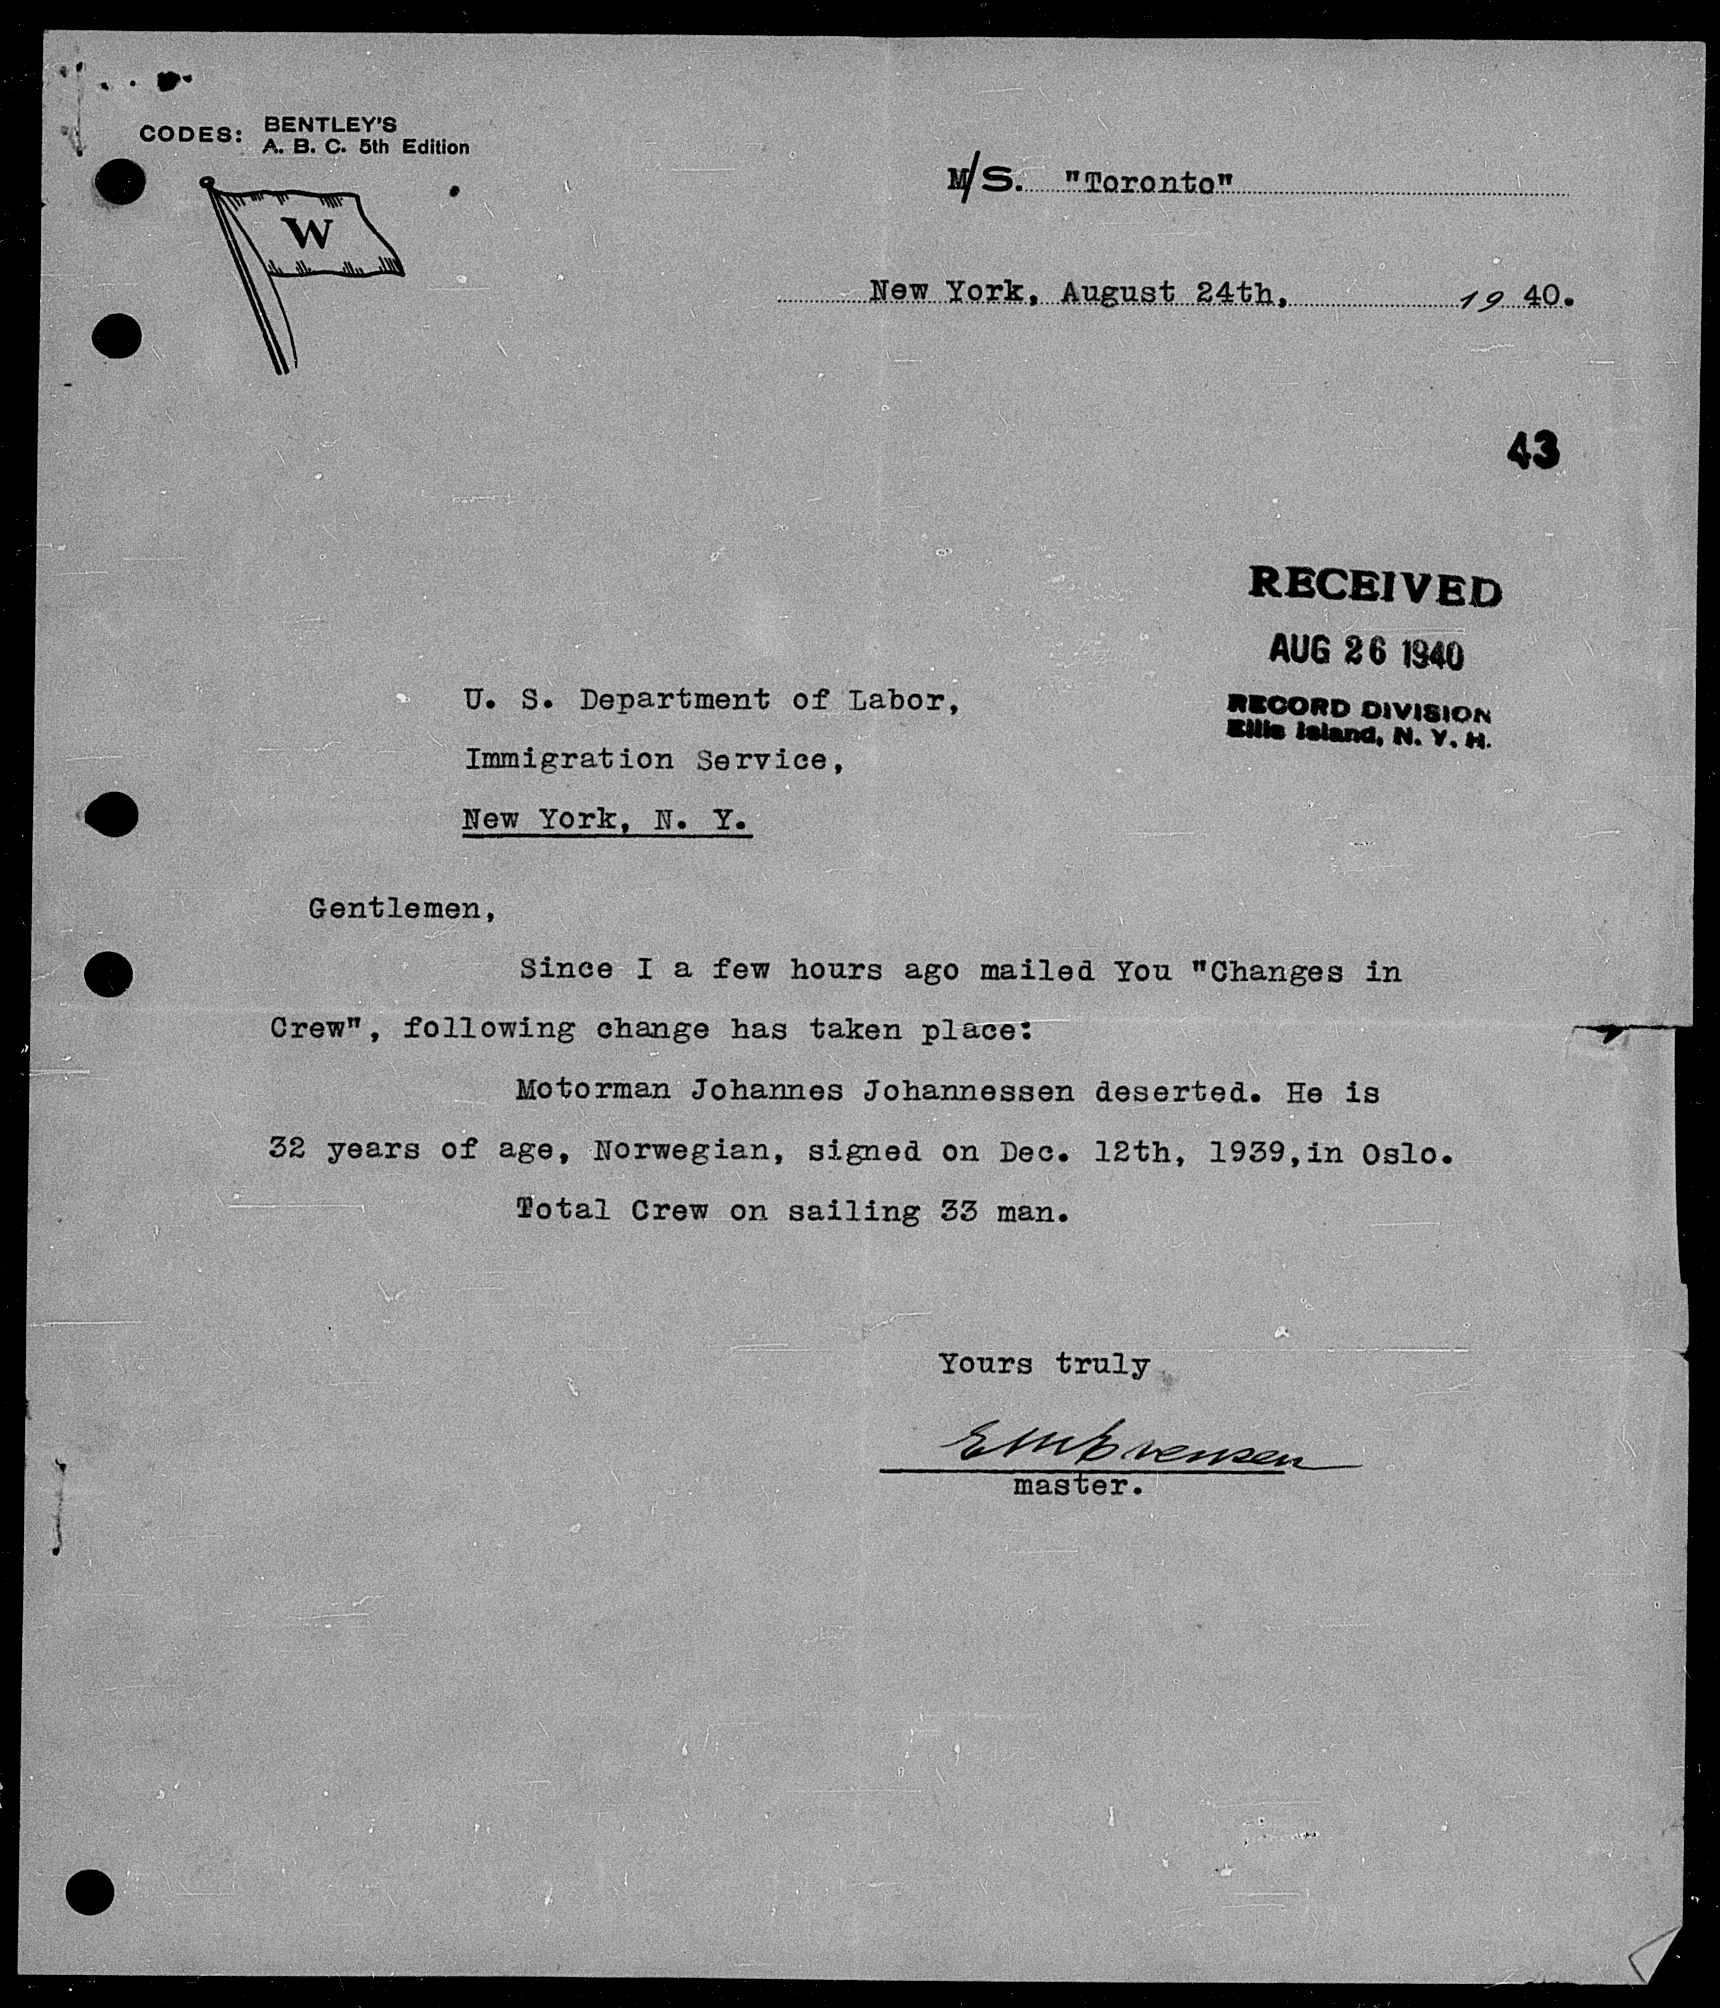 CODES: BENTLEY'S
A. B. C. 5th Edition
W
M/S. "Toronto"
New York, August 24th, 19 40.
43
RECEIVED
AUG 26 1940
RECORD DIVISION
Ellis Island, N. Y. H.
U. S. Department of Labor,
Immigration Service,
New York, N. Y.
Gentlemen,
Since I a few hours ago mailed You "Changes in
Crew", following change has taken place:
Motorman Johannes Johannessen deserted. He is
32 years of age, Norwegian, signed on Dec. 12th, 1939,in Oslo.
Total Crew on sailing 33 man.
Yours truly
Evensen
master.